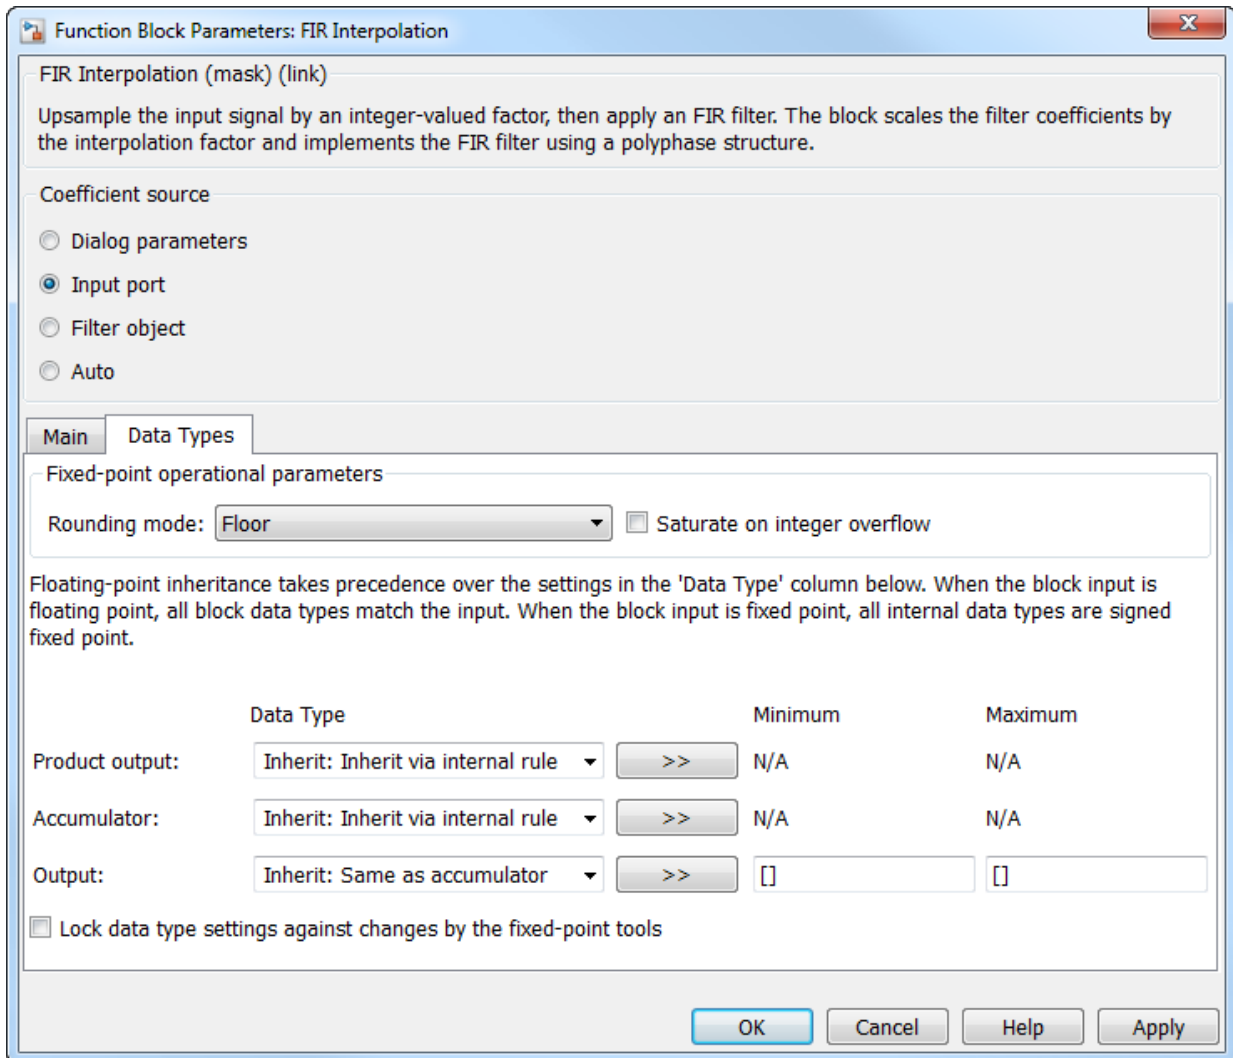 Function Block Parameters: FIR Interpolation
X
FIR Interpolation (mask) (link)
Upsample the input signal by an integer-valued factor, then apply an FIR filter. The block scales the filter coefficients by
the interpolation factor and implements the FIR filter using a polyphase structure.
Coefficient source
Dialog parameters
Input port
Filter object
Auto
Main Data Types
Fixed-point operational parameters
Rounding mode: Floor Saturate on integer overflow
Floating-point inheritance takes precedence over the settings in the 'Data Type' column below. When the block input is
floating point, all block data types match the input. When the block input is fixed point, all internal data types are signed
fixed point.
Data Type Minimum Maximum
Product output: Inherit: Inherit via internal rule >> N/A N/A
Accumulator: Inherit: Inherit via internal rule >> N/A N/A
Output: Inherit: Same as accumulator >> [] []
Lock data type settings against changes by the fixed-point tools
OK Cancel Help Apply